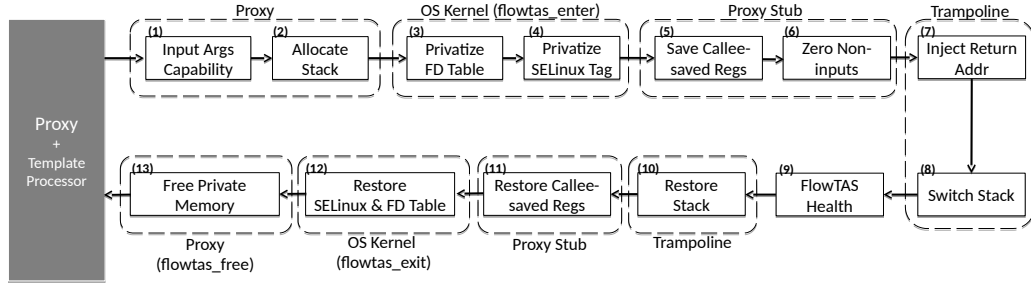 Proxy
OS Kernel (flowtas_enter)
Proxy Stub
Trampoline
(1)
Input Args
Capability
(2)
Allocate
Stack
(3)
Privatize
FD Table
(4)
Privatize
SELinux Tag
(5)
Save Callee-
saved Regs
(6)
Zero Non-
inputs
(7)
Inject Return
Addr
Proxy
+
Template
Processor
(13)
Free Private
Memory
(12)
Restore
SELinux & FD Table
(11)
Restore Callee-
saved Regs
(10)
Restore
Stack
(9)
FlowTAS
Health
(8)
Switch Stack
Proxy
(flowtas_free)
OS Kernel
(flowtas_exit)
Proxy Stub
Trampoline